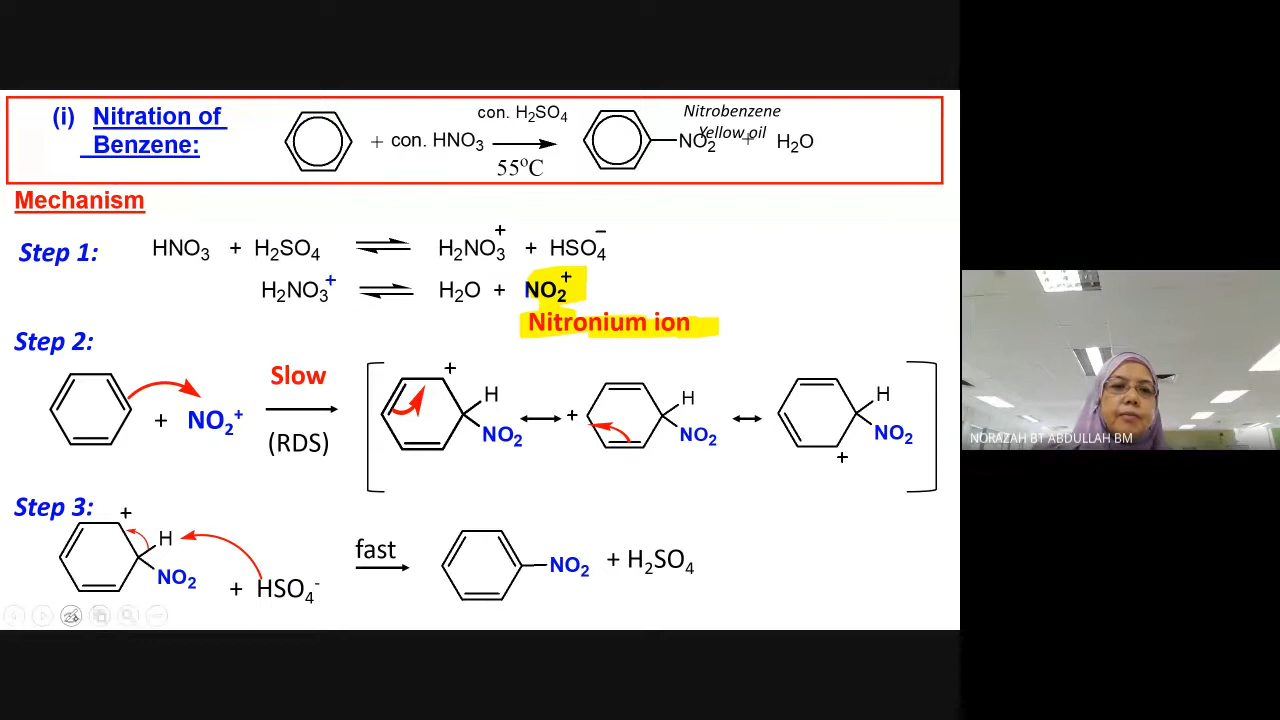 (i) Nitration of Benzene:
+ con. HNO₃ con. H₂SO₄ 55°C NO₂ + H₂O
Nitrobenzene
Yellow oil
Mechanism
Step 1: HNO₃ + H₂SO₄ ⇌ H₂NO₃⁺ + HSO₄⁻
H₂NO₃⁺ ⇌ H₂O + NO₂⁺
Nitronium ion
Step 2:
+ NO₂⁺ Slow (RDS) + H NO₂ ↔ + H NO₂ ↔ H NO₂ +
Step 3:
+ H NO₂ + HSO₄⁻ fast NO₂ + H₂SO₄
NORAZAH BT ABDULLAH BM